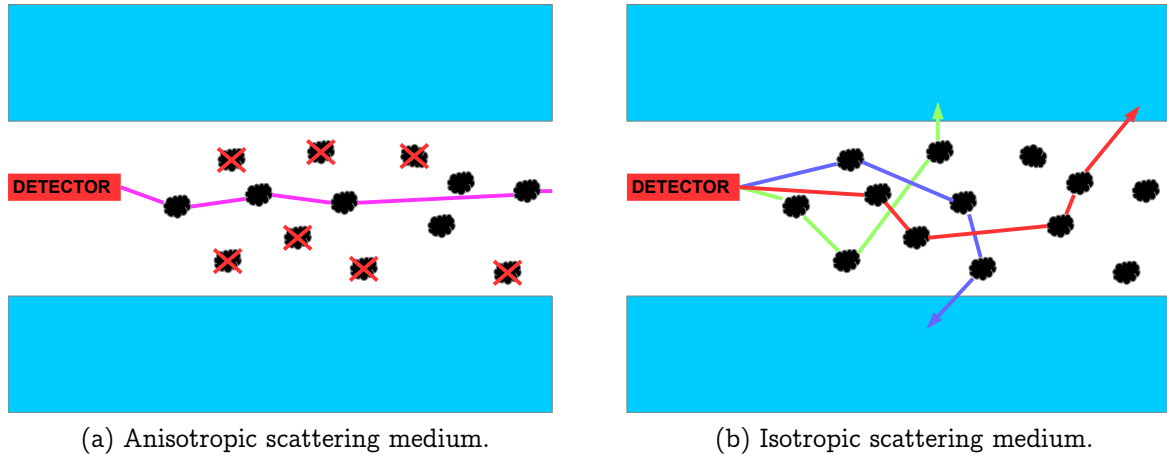 DETECTOR
DETECTOR
(a) Anisotropic scattering medium.
(b) Isotropic scattering medium.